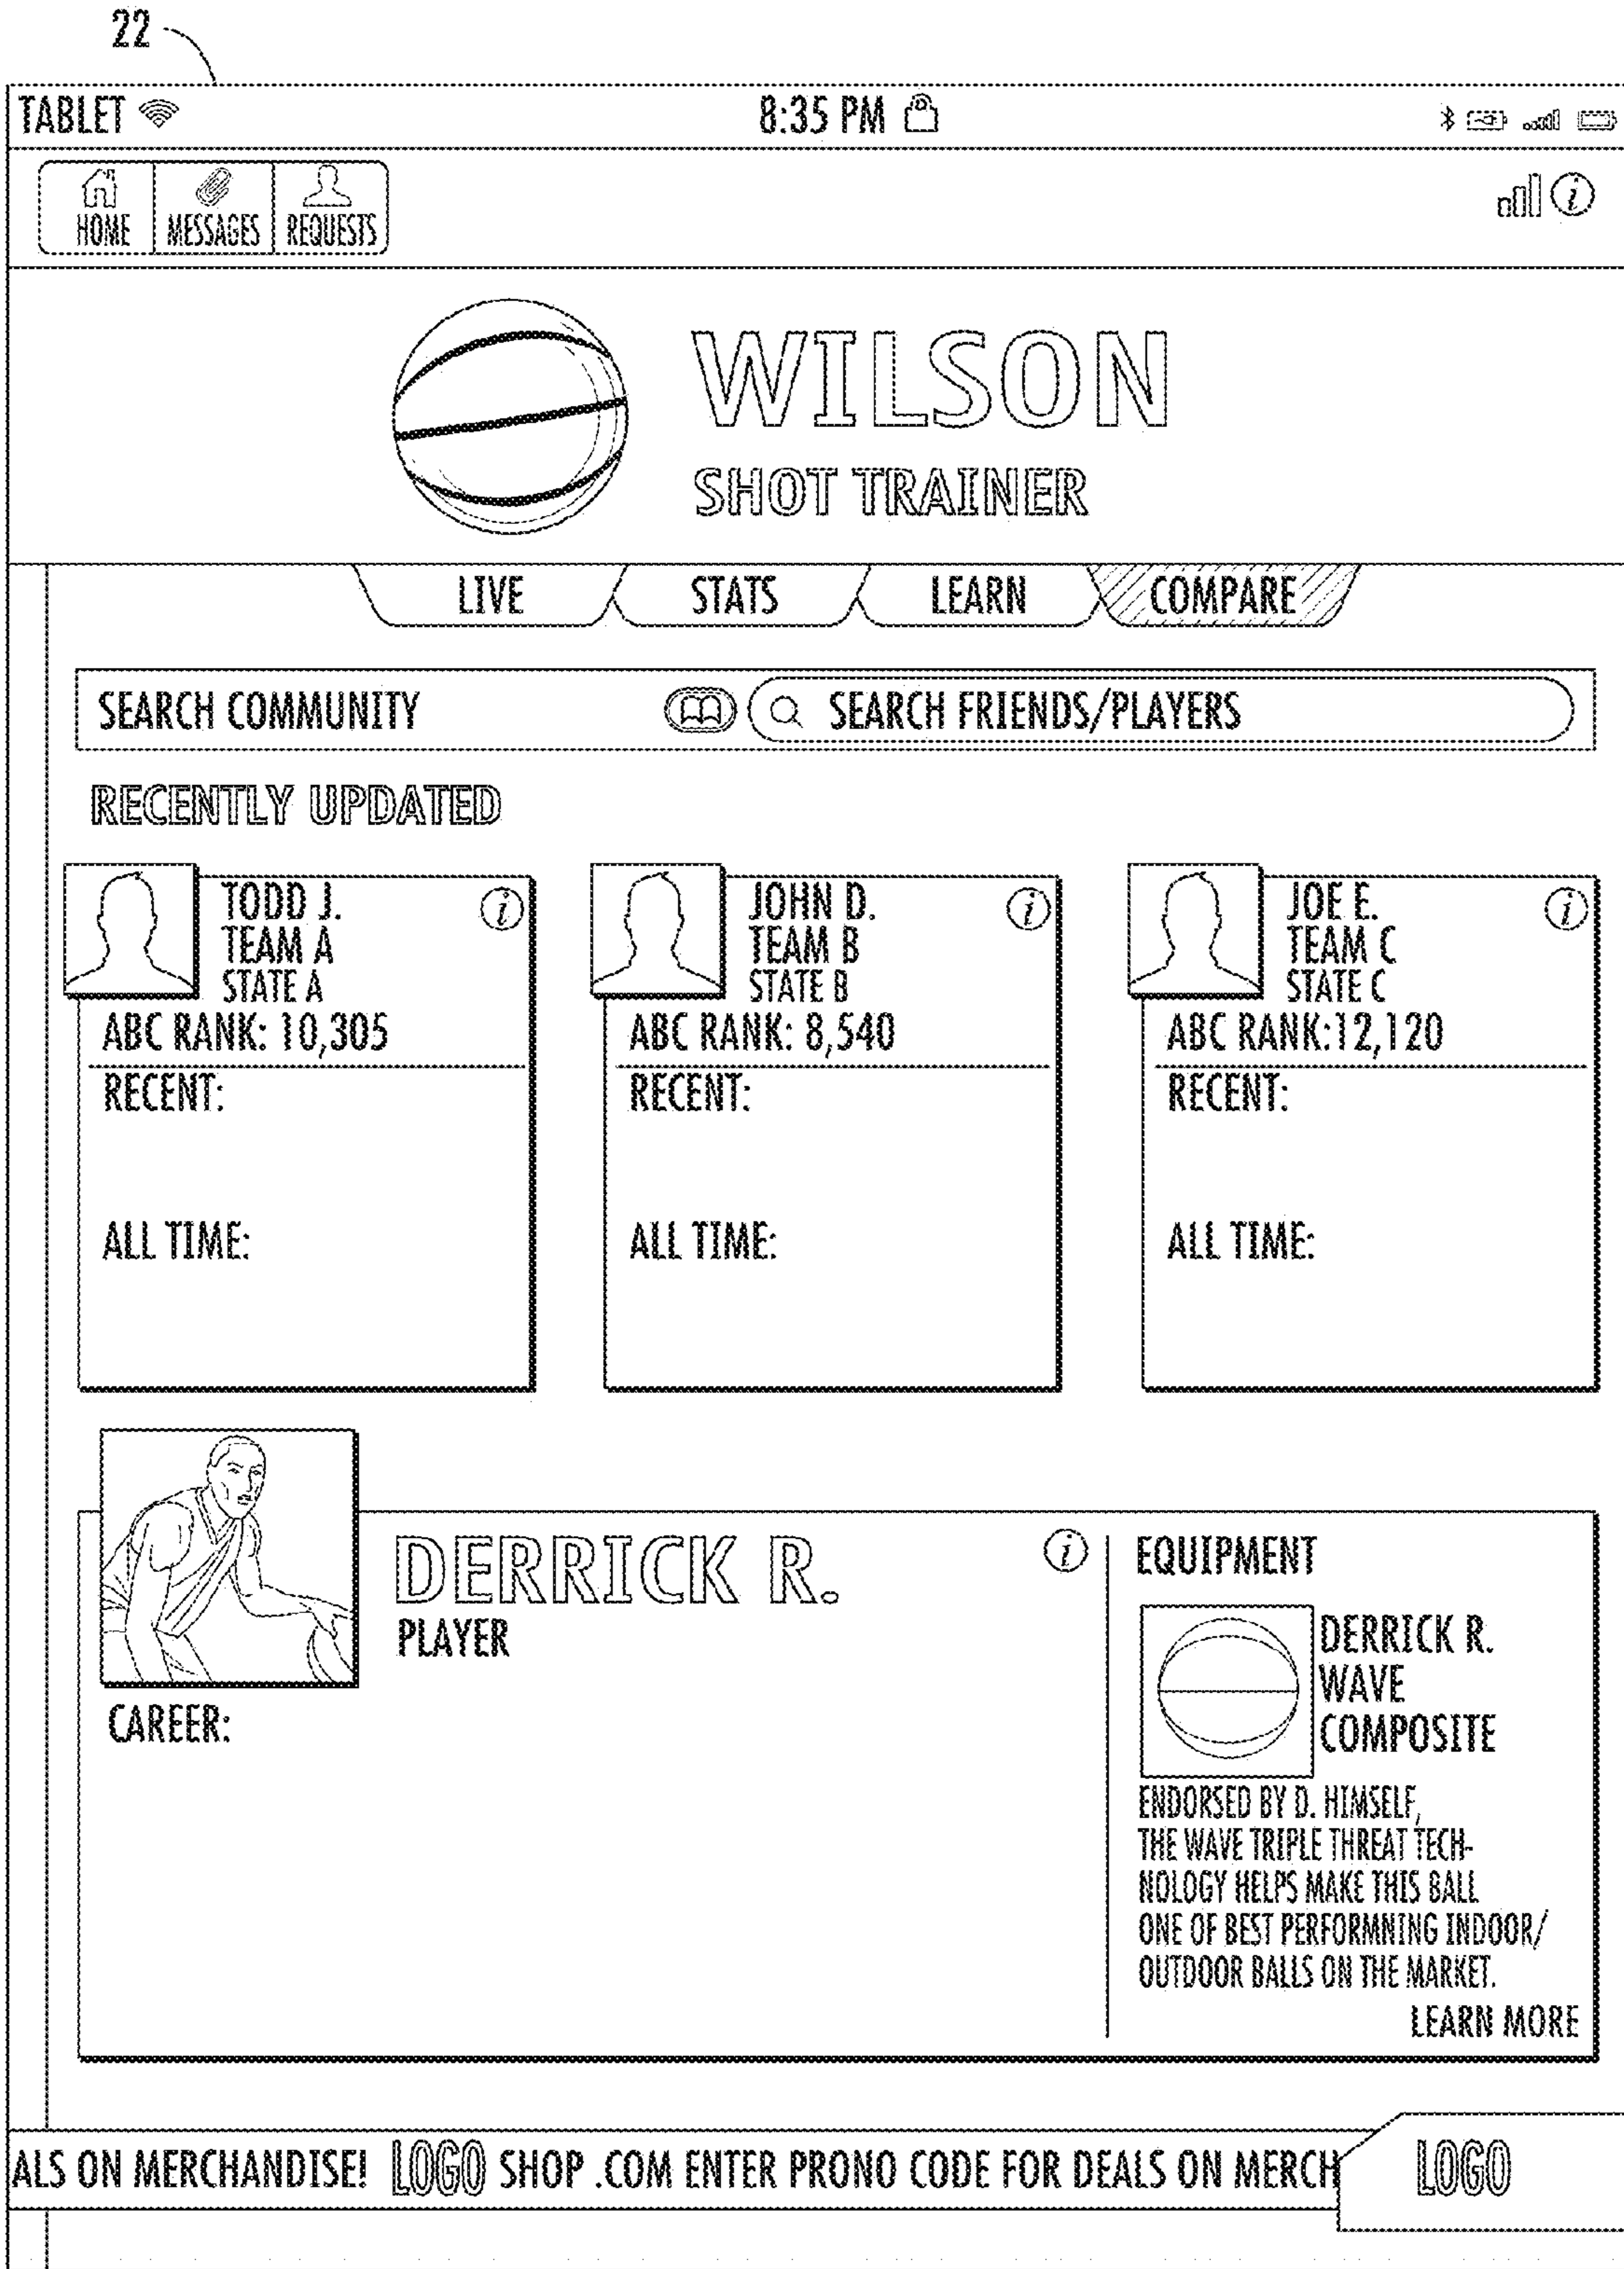 22
TABLET 8:35 PM
HOME MESSAGES REQUESTS
WILSON
SHOT TRAINER
LIVE STATS LEARN COMPARE
SEARCH COMMUNITY SEARCH FRIENDS/PLAYERS
RECENTLY UPDATED
TODD J.
TEAM A
STATE A
ABC RANK: 10,305
RECENT:
ALL TIME:
JOHN D.
TEAM B
STATE B
ABC RANK: 8,540
RECENT:
ALL TIME:
JOE E.
TEAM C
STATE C
ABC RANK:12,120
RECENT:
ALL TIME:
DERRICK R.
PLAYER
CAREER:
EQUIPMENT
DERRICK R.
WAVE
COMPOSITE
ENDORSED BY D. HIMSELF,
THE WAVE TRIPLE THREAT TECH-
NOLOGY HELPS MAKE THIS BALL
ONE OF BEST PERFORMNING INDOOR/
OUTDOOR BALLS ON THE MARKET.
LEARN MORE
ALS ON MERCHANDISE! LOGO SHOP .COM ENTER PRONO CODE FOR DEALS ON MERCH LOGO